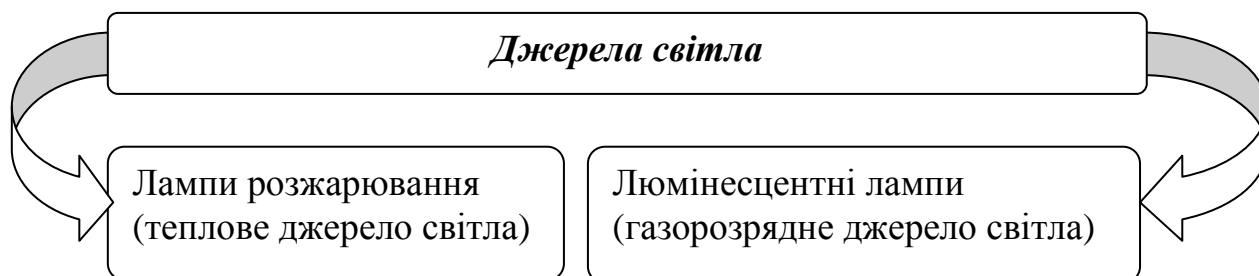 Джерела світла
Лампи розжарювання
(теплове джерело світла)
Люмінесцентні лампи
(газорозрядне джерело світла)